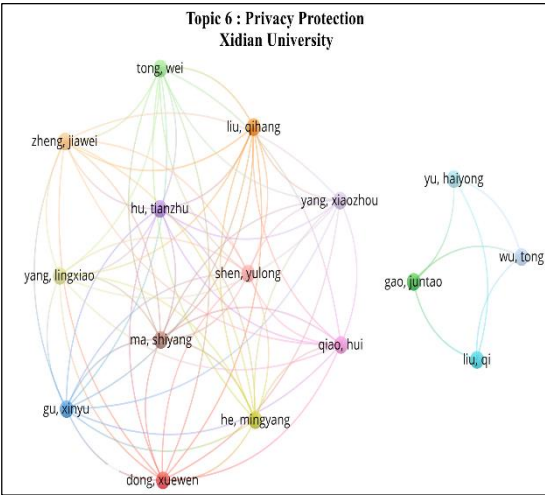 Topic 6 : Privacy Protection
Xidian University
tong, wei
liu, qihang
zheng, jiawei
yu, haiyong
yang, xiaozhou
hu, tianzhu
wu, tong
yang, lingxiao
shen, yulong
gao, juntao
ma, shiyang
qiao, hui
liu, qi
gu, xinyu
he, mingyang
dong, xuewen